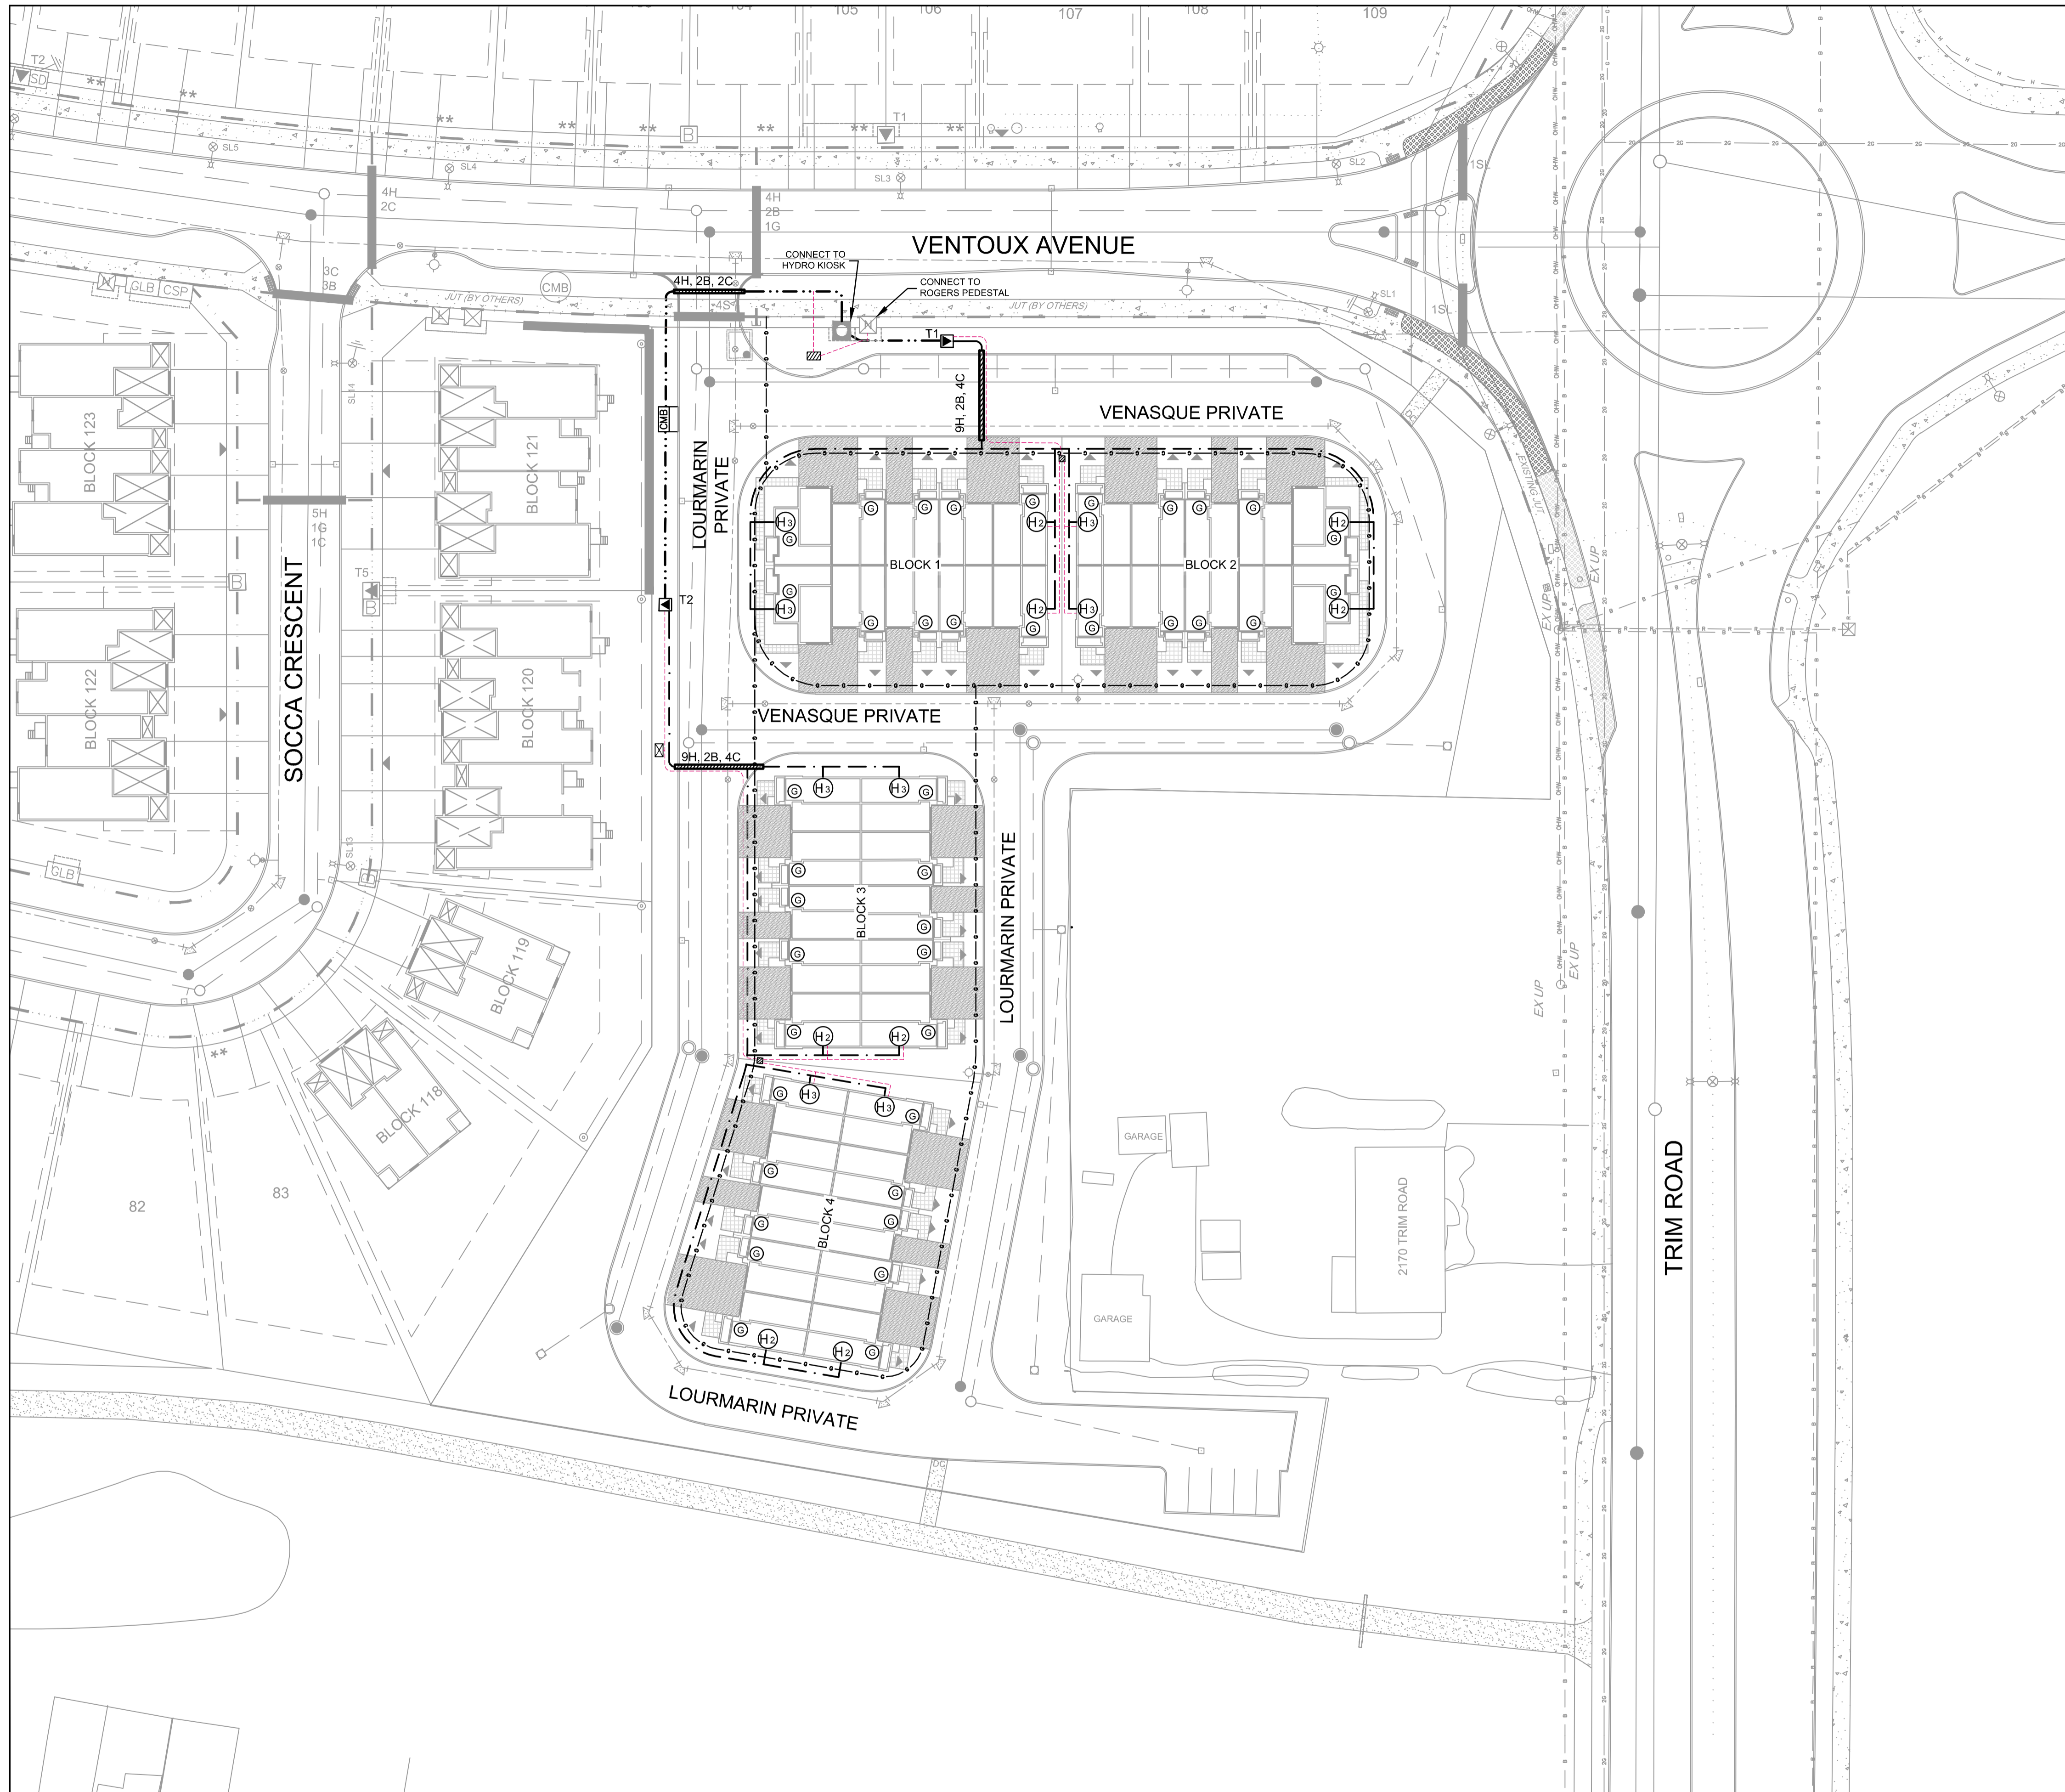 105
106
107
108
109
T2
SD
**
**
**
**
**
**
T1
**
**
SL5
SL4
SL3
SL2
1SL
4H
2C
4H
2B
1G
VENTOUX AVENUE
CONNECT TO
HYDRO KIOSK
CONNECT TO
ROGERS PEDESTAL
3C
3B
GLB
CSP
CMB
JUT (BY OTHERS)
4H, 2B, 2C
4S
JUT (BY OTHERS)
SL1
1SL
T1
9H, 2B, 4C
CMB
LOURMARIN
PRIVATE
VENASQUE PRIVATE
DC
EXISTING JUT
SL14
BLOCK 123
BLOCK 121
5H
1G
1C
B
T5
B
T2
SOCCA CRESCENT
BLOCK 122
BLOCK 120
H3
G
H2
H3
H2
BLOCK 1
BLOCK 2
H3
H2
H3
H2
EX UP
EX UP
VENASQUE PRIVATE
9H, 2B, 4C
H3
H3
BLOCK 3
LOURMARIN PRIVATE
H2
H2
SL13
GLB
BLOCK 119
BLOCK 118
**
82
83
H3
H3
BLOCK 4
H2
H2
LOURMARIN PRIVATE
DC
EX UP
EX UP
GARAGE
GARAGE
2170 TRIM ROAD
TRIM ROAD